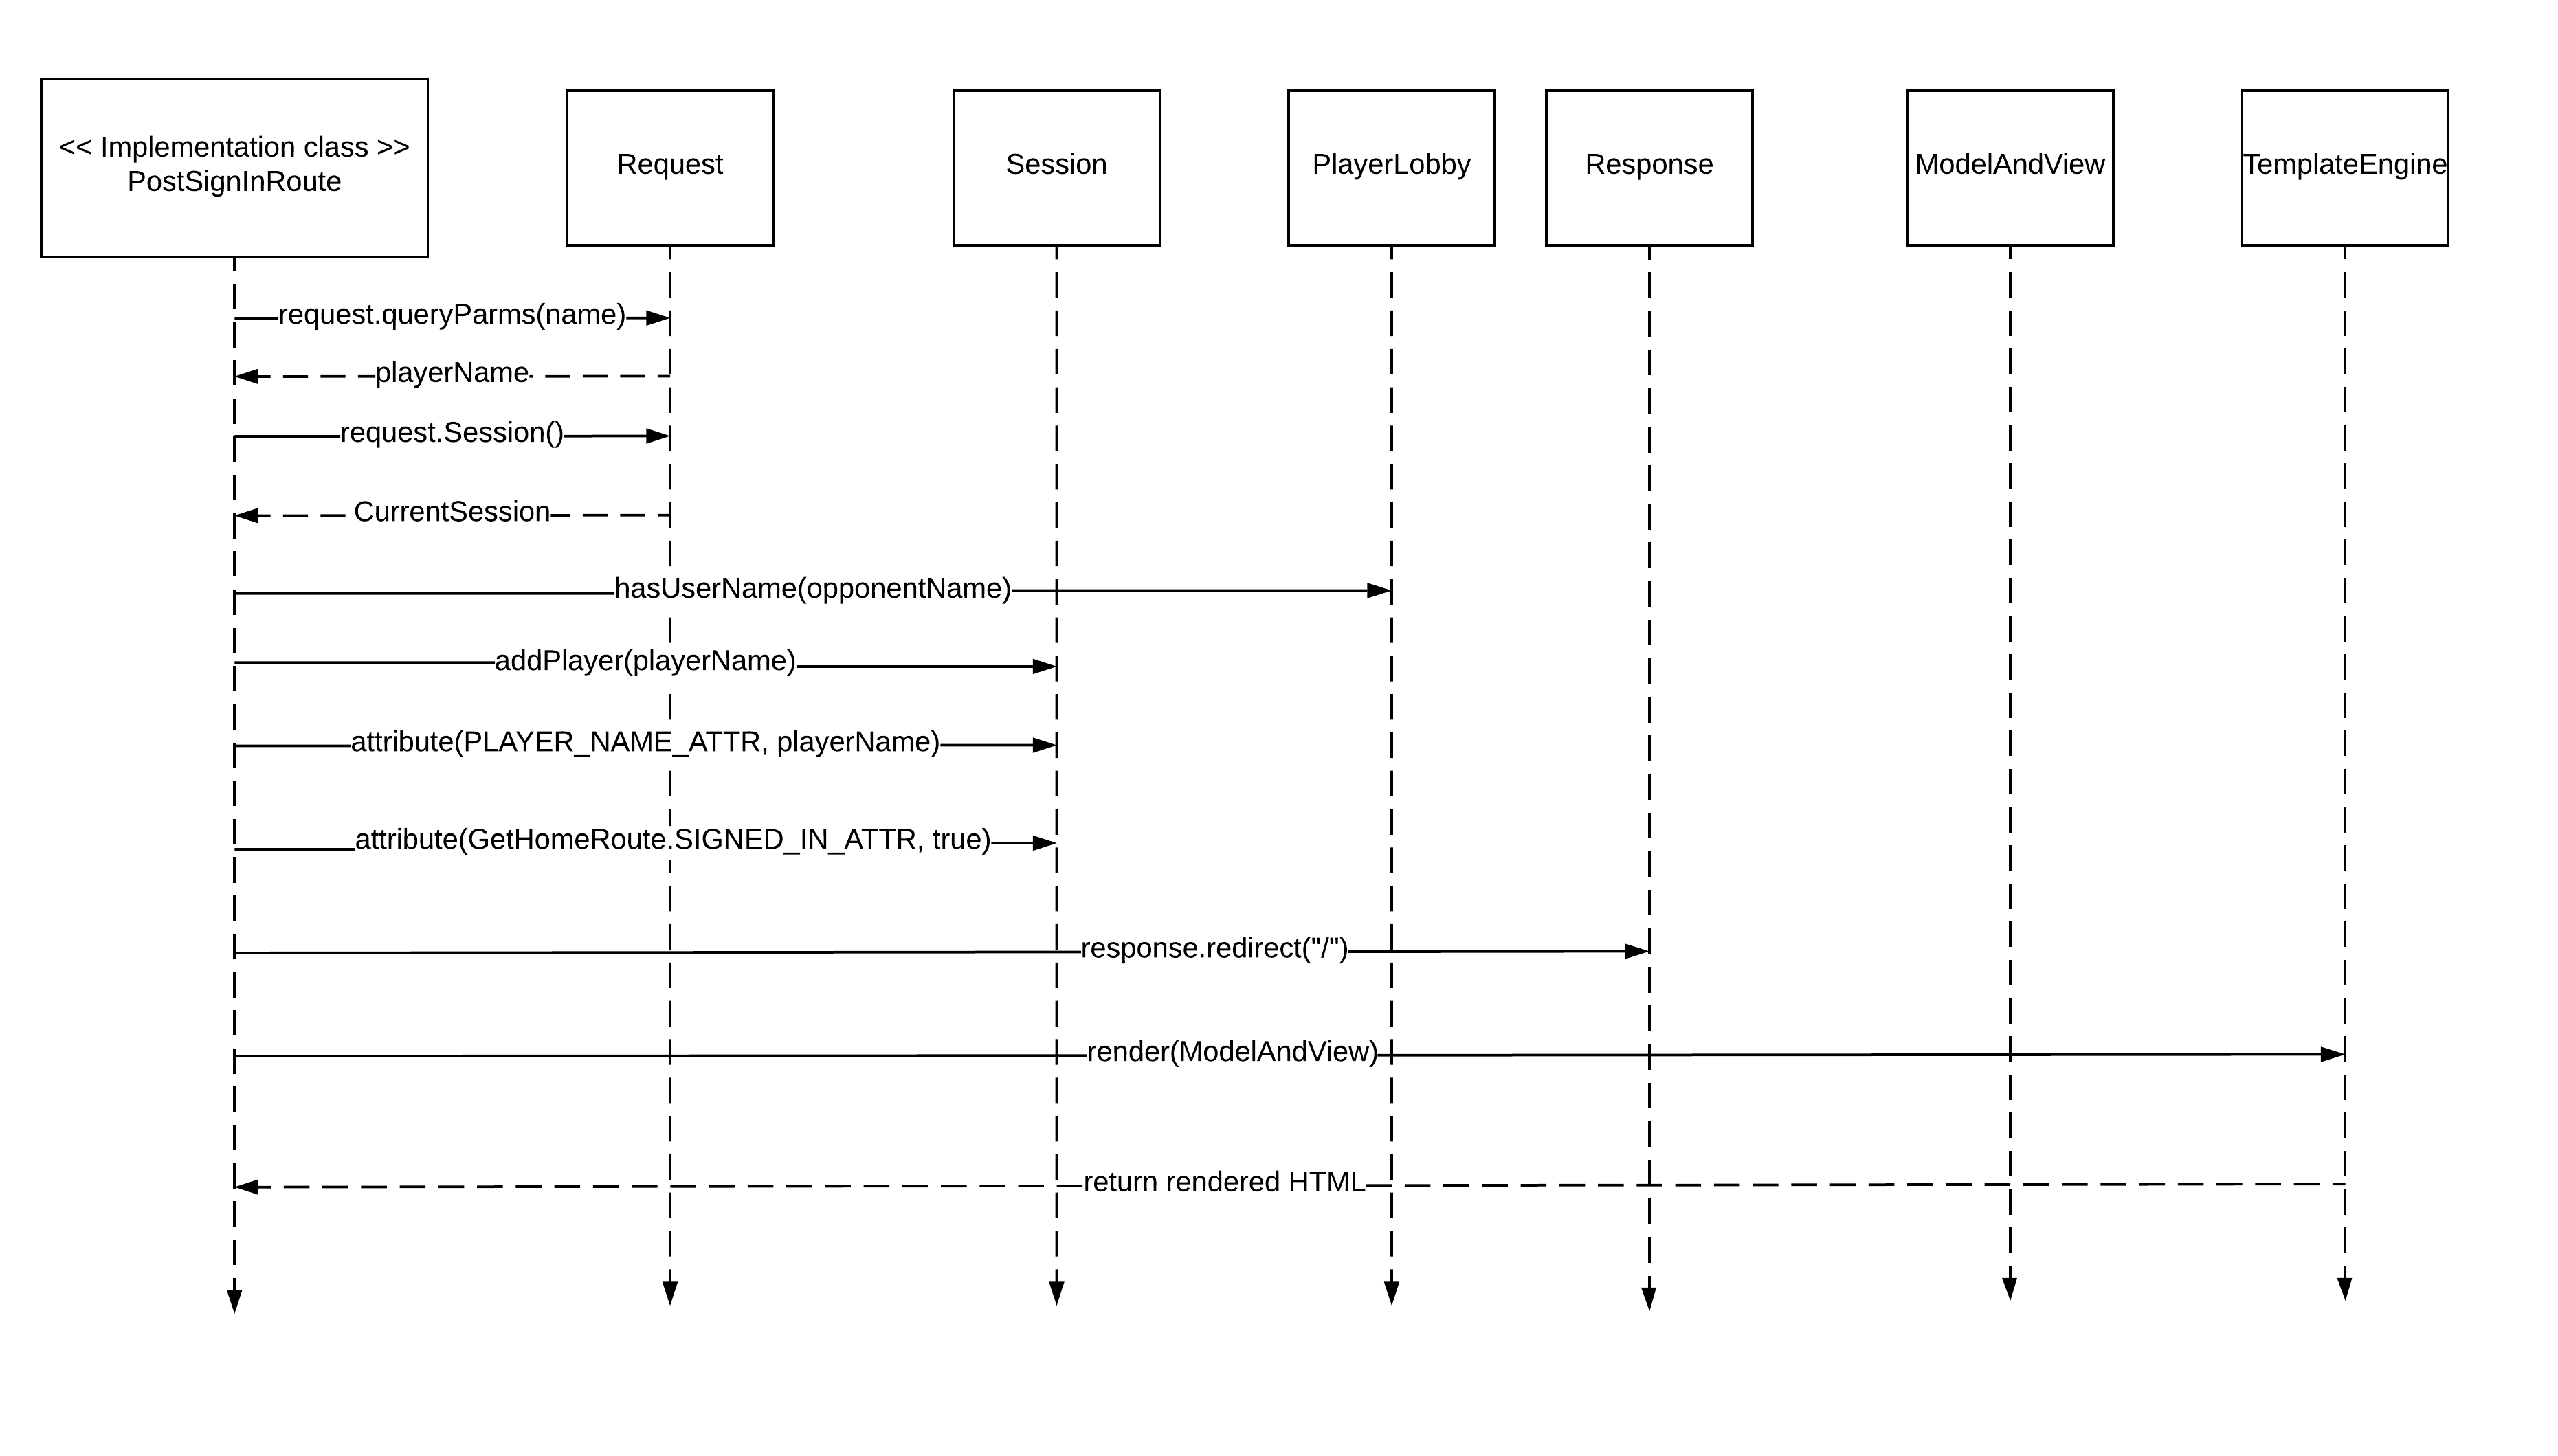 << Implementation class >>
PostSignInRoute
Request
Session
PlayerLobby
Response
ModelAndView
TemplateEngine
request.queryParms(name)
playerName
request.Session()
CurrentSession
hasUserName(opponentName)
addPlayer(playerName)
attribute(PLAYER_NAME_ATTR, playerName)
attribute(GetHomeRoute.SIGNED_IN_ATTR, true)
response.redirect("/")
render(ModelAndView)
return rendered HTML